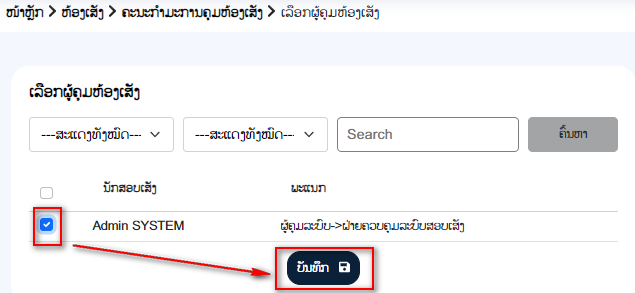 ໜ້າຫຼັກ > ຫ້ອງເສັງ > ຄະນະກຳມະການຄຸມຫ້ອງເສັງ > ເລືອກຜູ້ຄຸມຫ້ອງເສັງ
ເລືອກຜູ້ຄຸມຫ້ອງເສັງ
---ສະແດງທັງໝົດ--- ---ສະແດງທັງໝົດ--- Search ຄົ້ນຫາ
ນັກສອບເສັງ ພະແນກ
Admin SYSTEM ຜູ້ຄຸມລະບົບ->ຝ່າຍຄວບຄຸມລະບົບສອບເສັງ
ບັນທຶກ